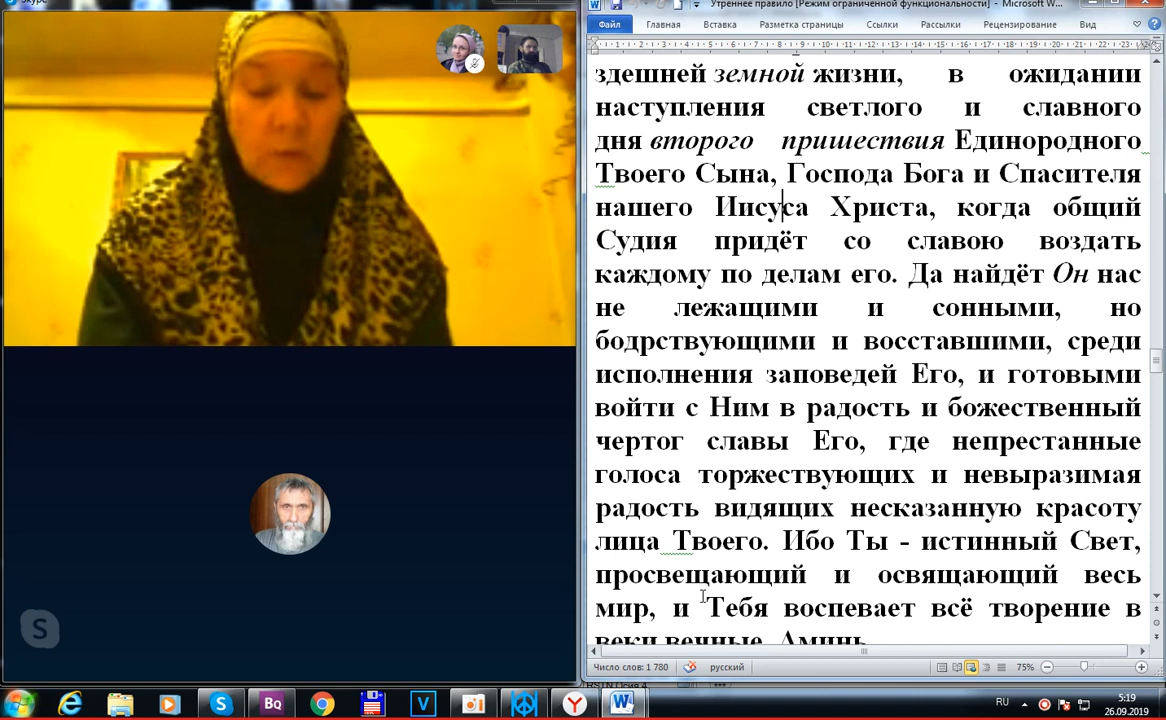 Skype
Утреннее правило [Режим ограниченной функциональности] - Microsoft W...
Файл Главная Вставка Разметка страницы Ссылки Рассылки Рецензирование Вид
здешней земной жизни, в ожидании
наступления светлого и славного
дня второго пришествия Единородного
Твоего Сына, Господа Бога и Спасителя
нашего Иисуса Христа, когда общий
Судия придёт со славою воздать
каждому по делам его. Да найдёт Он нас
не лежащими и сонными, но
бодрствующими и восставшими, среди
исполнения заповедей Его, и готовыми
войти с Ним в радость и божественный
чертог славы Его, где непрестанные
голоса торжествующих и невыразимая
радость видящих несказанную красоту
лица Твоего. Ибо Ты - истинный Свет,
просвещающий и освящающий весь
мир, и Тебя воспевает всё творение в
веки вечные. Аминь.
Число слов: 1 780 русский 75%
S
Bq
RU 5:19
26.09.2019